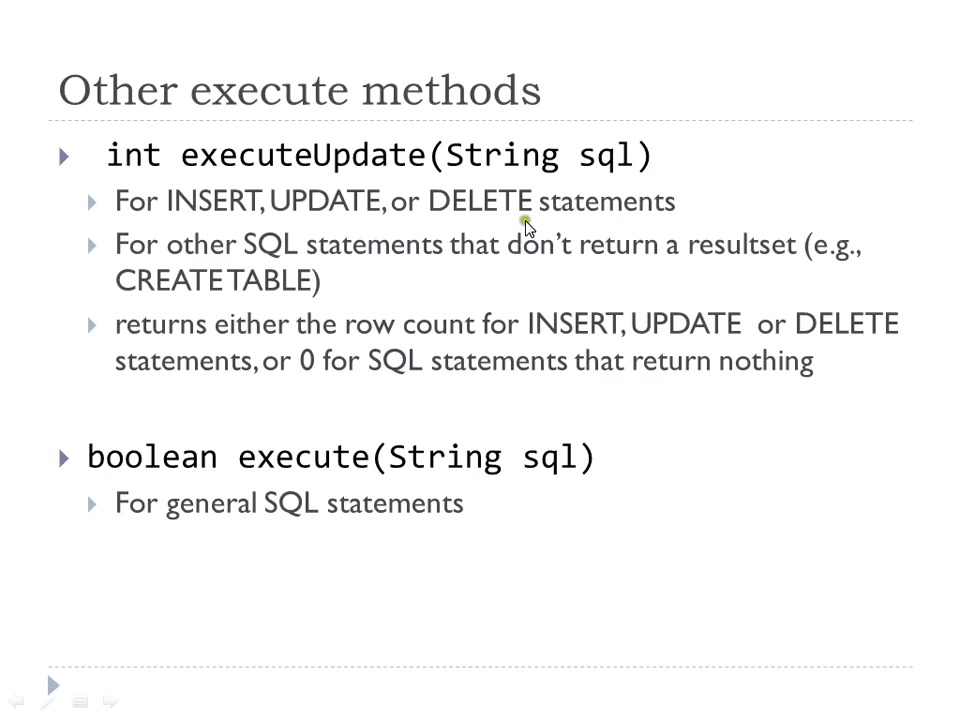 Other execute methods
int executeUpdate(String sql)
For INSERT, UPDATE, or DELETE statements
For other SQL statements that don't return a resultset (e.g.,
CREATE TABLE)
returns either the row count for INSERT, UPDATE  or DELETE
statements, or 0 for SQL statements that return nothing
boolean execute(String sql)
For general SQL statements